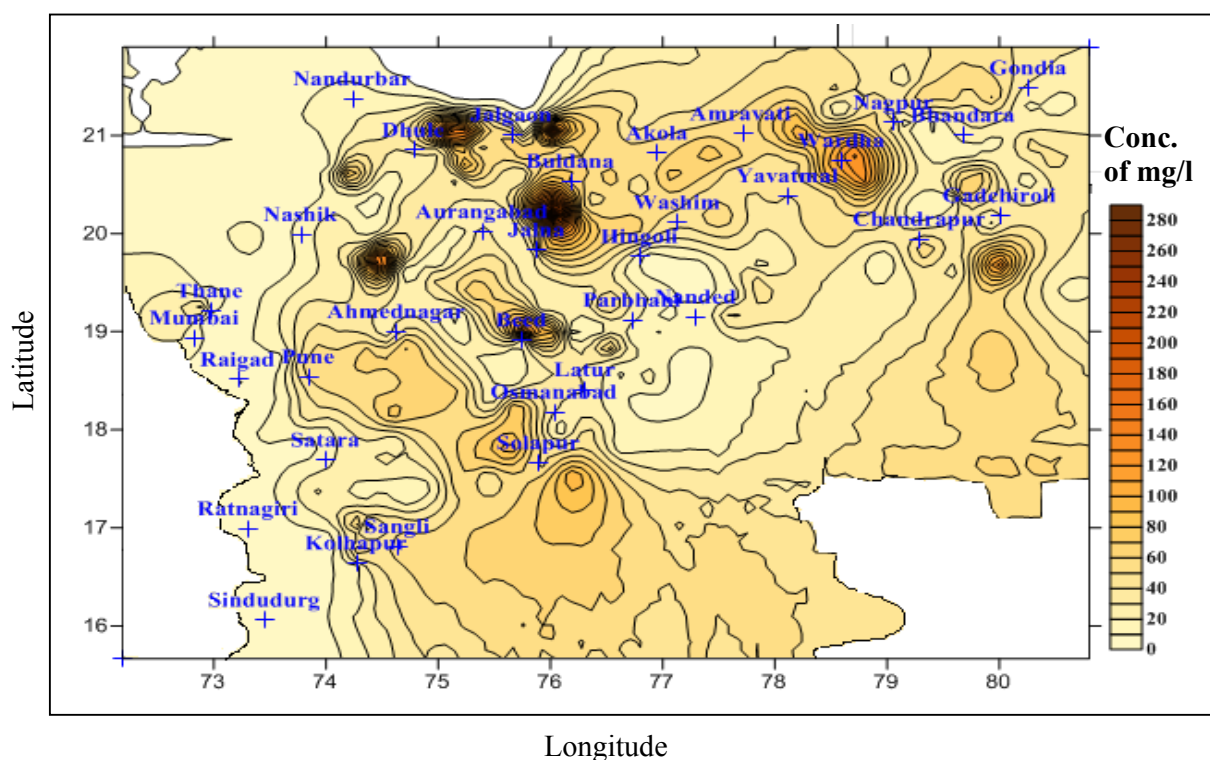 Nandurbar
Gondia
Nagpur
Bhandara
Jalgaon
Amravati
Dhule
Akola
Wardha
Buldana
Yavatmal
Gadchiroli
Nashik
Aurangabad
Washim
Chandrapur
Jalna
Hingoli
Thane
Mumbai
Ahmednagar
Parbhani
Nanded
Beed
Raigad
Pune
Latur
Osmanabad
Satara
Solapur
Ratnagiri
Sangli
Kolhapur
Sindudurg
21
20
19
18
17
16
73
74
75
76
77
78
79
80
Latitude
Longitude
Conc.
of mg/l
280
260
240
220
200
180
160
140
120
100
80
60
40
20
0